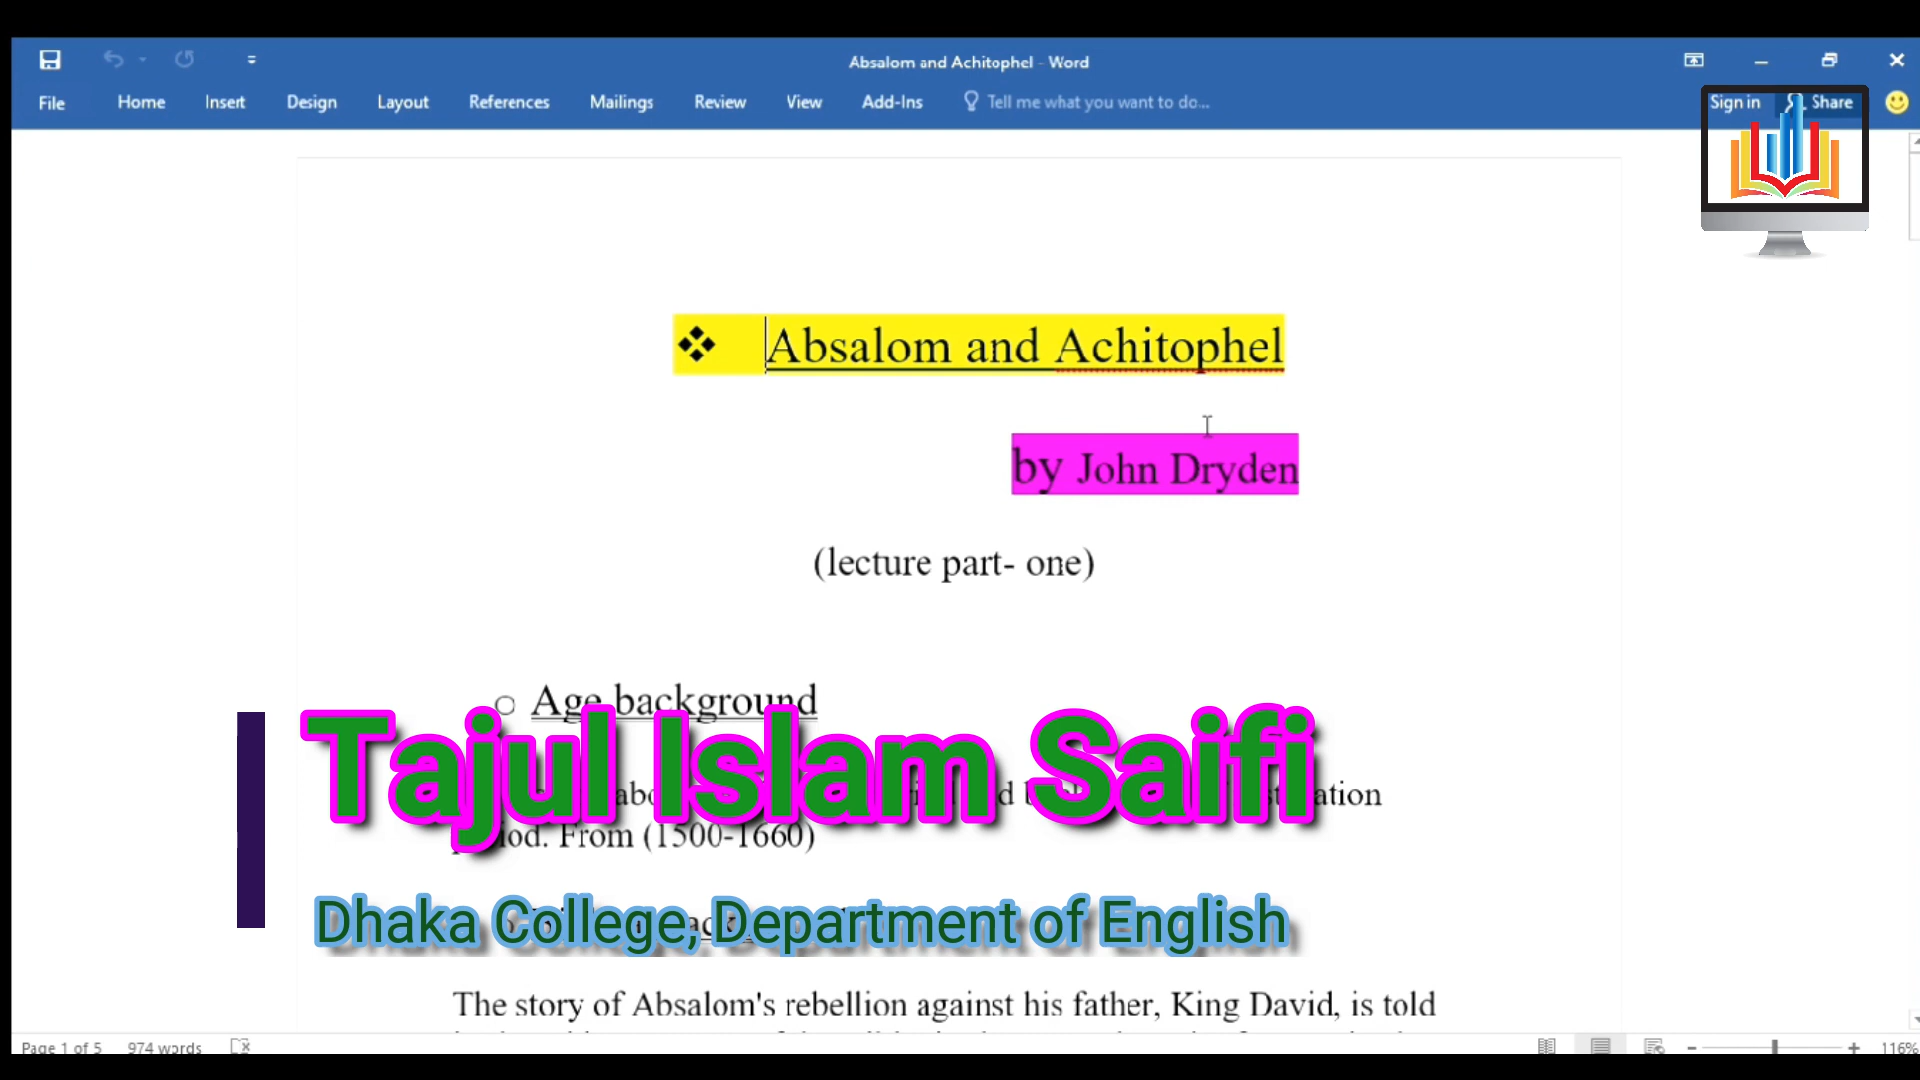 Absalom and Achitophel - Word
File Home Insert Design Layout References Mailings Review View Add-Ins Tell me what you want to do... Sign in Share
Absalom and Achitophel
by John Dryden
(lecture part- one)
Age background
Tajul Islam Saifi
ation
From (1500-1660)
Dhaka College, Department of English
The story of Absalom's rebellion against his father, King David, is told
Page 1 of 5 974 words 116%